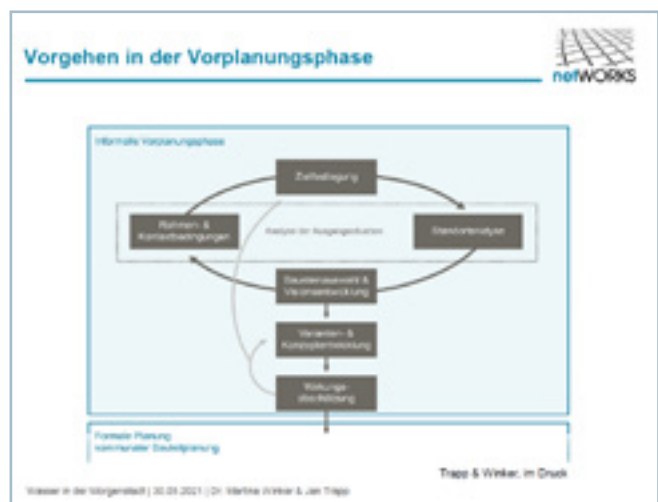 Vorgehen in der Vorplanungsphase
netWORKS
Informelle Vorplanungsphase
Zielfestlegung
Rahmen- &
Kontextbedingungen
Analyse der Ausgangssituation
Standortanalyse
Bausteinauswahl &
Visionsentwicklung
Varianten- &
Konzeptentwicklung
Wirkungs-
abschätzung
Formale Planung
kommunaler Bauleitplanung
Trapp & Winker, im Druck
Wasser in der Morgenstadt | 30.09.2021 | Dr. Martina Winker & Jan Trapp